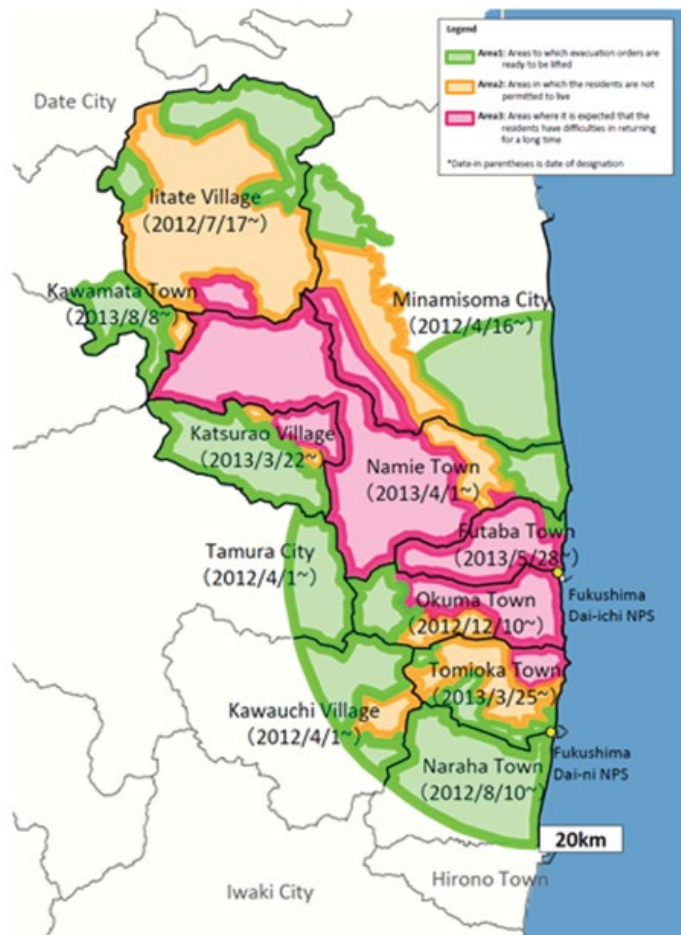 Legend
Area1: Areas to which evacuation orders are
ready to be lifted
Area2: Areas in which the residents are not
permitted to live
Area3: Areas where it is expected that the
residents have difficulties in returning
for a long time
*Date-in parentheses is date of designation
Date City
Iitate Village
(2012/7/17~)
Kawamata Town
(2013/8/8~)
Minamisoma City
(2012/4/16~)
Katsurao Village
(2013/3/22~
Namie Town
(2013/4/1~)
Futaba Town
(2013/5/28~)
Tamura City
(2012/4/1~)
Okuma Town
(2012/12/10~)
Fukushima
Dai-ichi NPS
Tomioka Town
(2013/3/25~)
Kawauchi Village
(2012/4/1~)
Fukushima
Dai-ni NPS
Naraha Town
(2012/8/10~)
20km
Hirono Town
Iwaki City